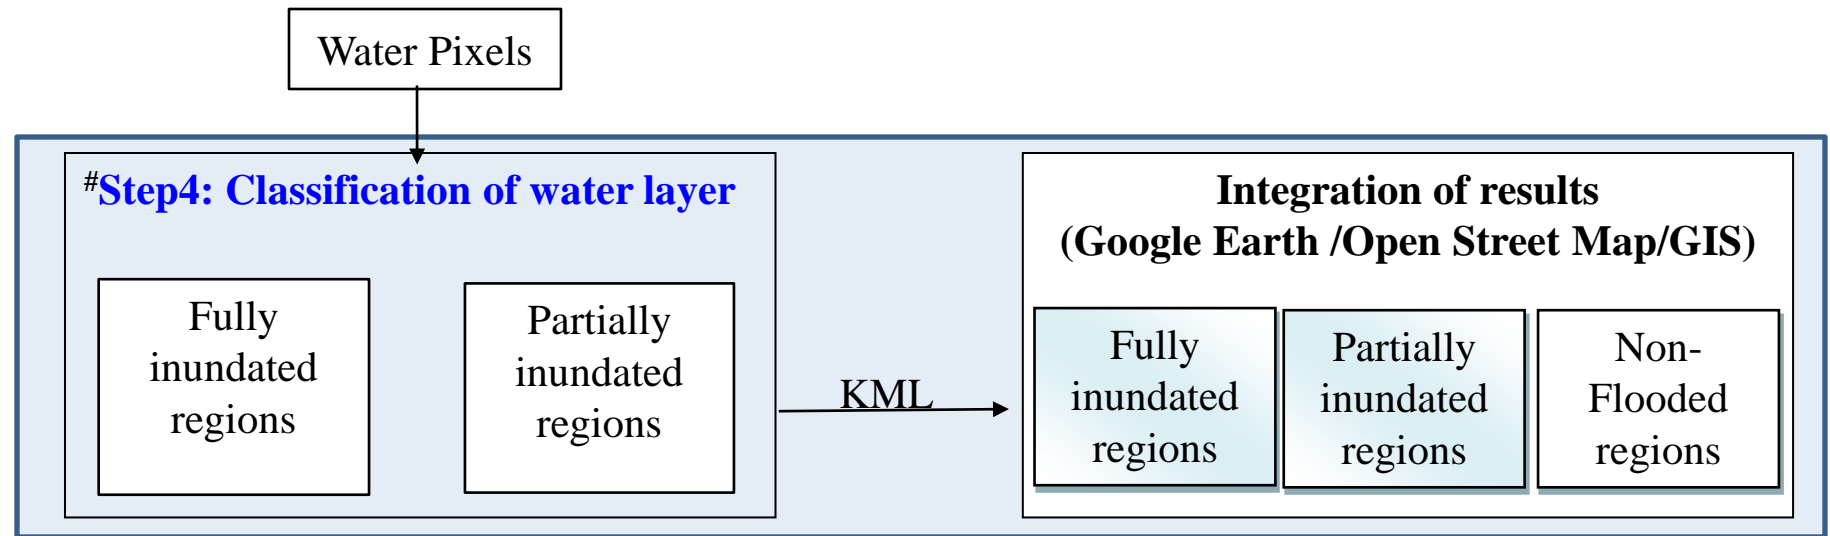 Water Pixels
#Step4: Classification of water layer
Fully
inundated
regions
Partially
inundated
regions
KML
Integration of results
(Google Earth /Open Street Map/GIS)
Fully
inundated
regions
Partially
inundated
regions
Non-
Flooded
regions